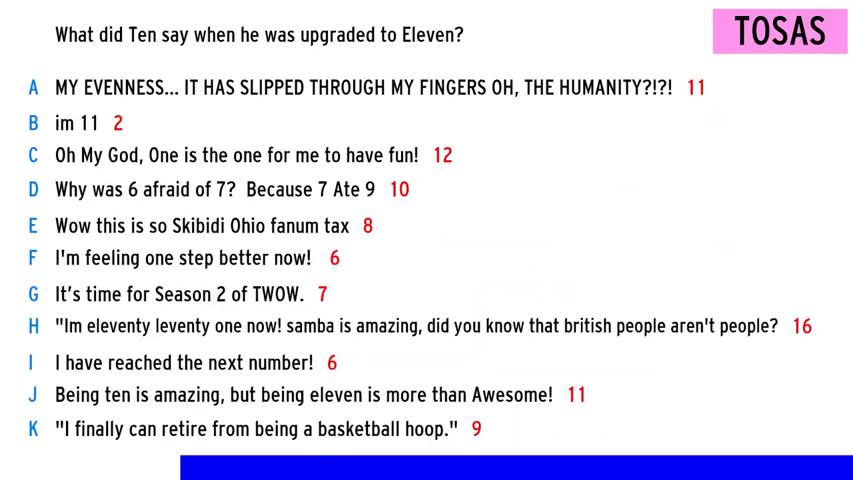 What did Ten say when he was upgraded to Eleven?
TOSAS
A MY EVENNESS... IT HAS SLIPPED THROUGH MY FINGERS OH, THE HUMANITY?!?! 11
B im 11 2
C Oh My God, One is the one for me to have fun! 12
D Why was 6 afraid of 7? Because 7 Ate 9 10
E Wow this is so Skibidi Ohio fanum tax 8
F I'm feeling one step better now! 6
G It’s time for Season 2 of TWOW. 7
H "Im eleventy leventy one now! samba is amazing, did you know that british people aren't people? 16
I I have reached the next number! 6
J Being ten is amazing, but being eleven is more than Awesome! 11
K "I finally can retire from being a basketball hoop." 9